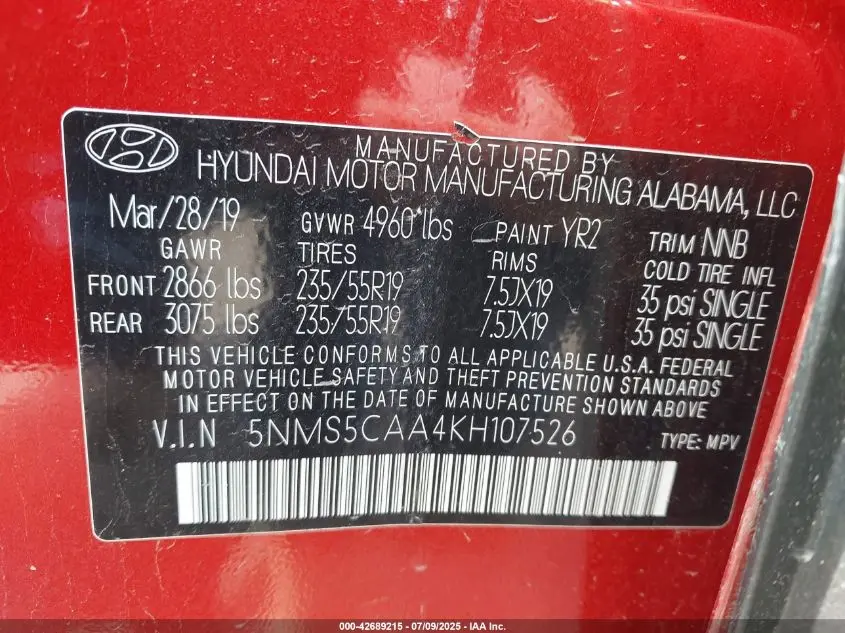 MANUFACTURED BY
HYUNDAI MOTOR MANUFACTURING ALABAMA, LLC
Mar/28/19 GVWR 4960 lbs PAINT YR2 TRIM NNB
GAWR TIRES RIMS COLD TIRE INFL
FRONT 2866 lbs 235/55R19 7.5JX19 35 psi SINGLE
REAR 3075 lbs 235/55R19 7.5JX19 35 psi SINGLE
THIS VEHICLE CONFORMS TO ALL APPLICABLE U.S.A. FEDERAL
MOTOR VEHICLE SAFETY AND THEFT PREVENTION STANDARDS
IN EFFECT ON THE DATE OF MANUFACTURE SHOWN ABOVE
V.I.N 5NMS5CAA4KH107526 TYPE: MPV
000-42689215 - 07/09/2025 - IAA Inc.